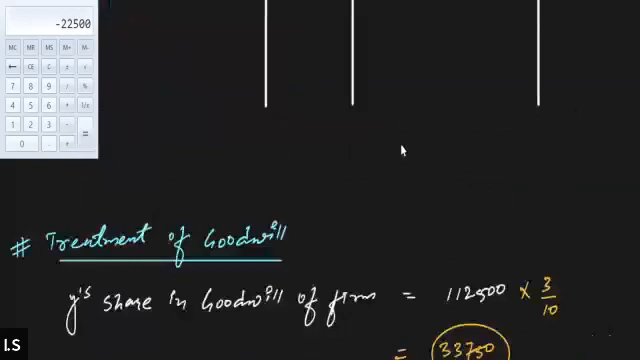 -22500
MC MR MS M+ M-
← CE C ± √
7 8 9 / %
4 5 6 * 1/x
1 2 3 - =
0 . +
# Treatment of Goodwill
y's share in Goodwill of firm = 112500 × 3/10
= 33750
I.S